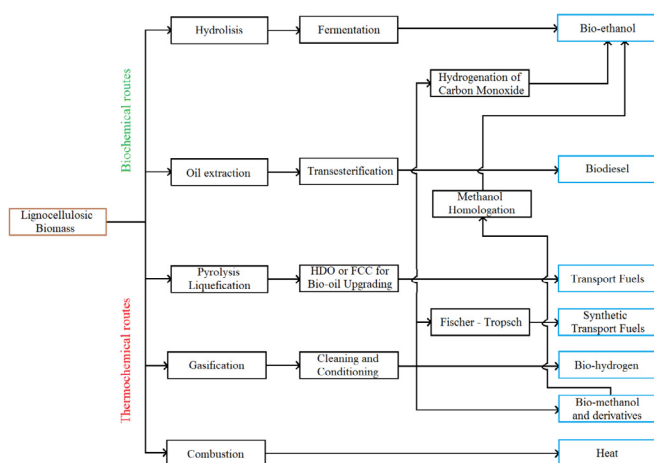 Hydrolisis
Fermentation
Bio-ethanol
Hydrogenation of
Carbon Monoxide
Biochemical routes
Oil extraction
Transesterification
Biodiesel
Methanol
Homologation
Lignocellulosic
Biomass
Pyrolysis
Liquefication
HDO or FCC for
Bio-oil Upgrading
Transport Fuels
Fischer - Tropsch
Synthetic
Transport Fuels
Thermochemical routes
Gasification
Cleaning and
Conditioning
Bio-hydrogen
Bio-methanol
and derivatives
Combustion
Heat